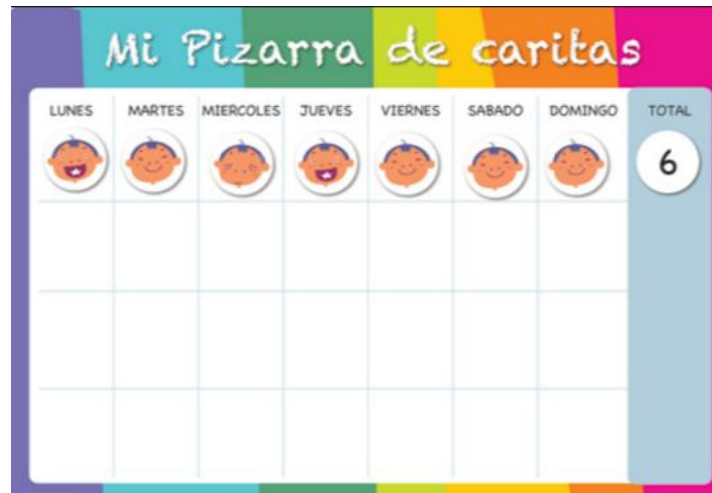 Mi Pizarra de caritas
LUNES MARTES MIERCOLES JUEVES VIERNES SABADO DOMINGO TOTAL
6